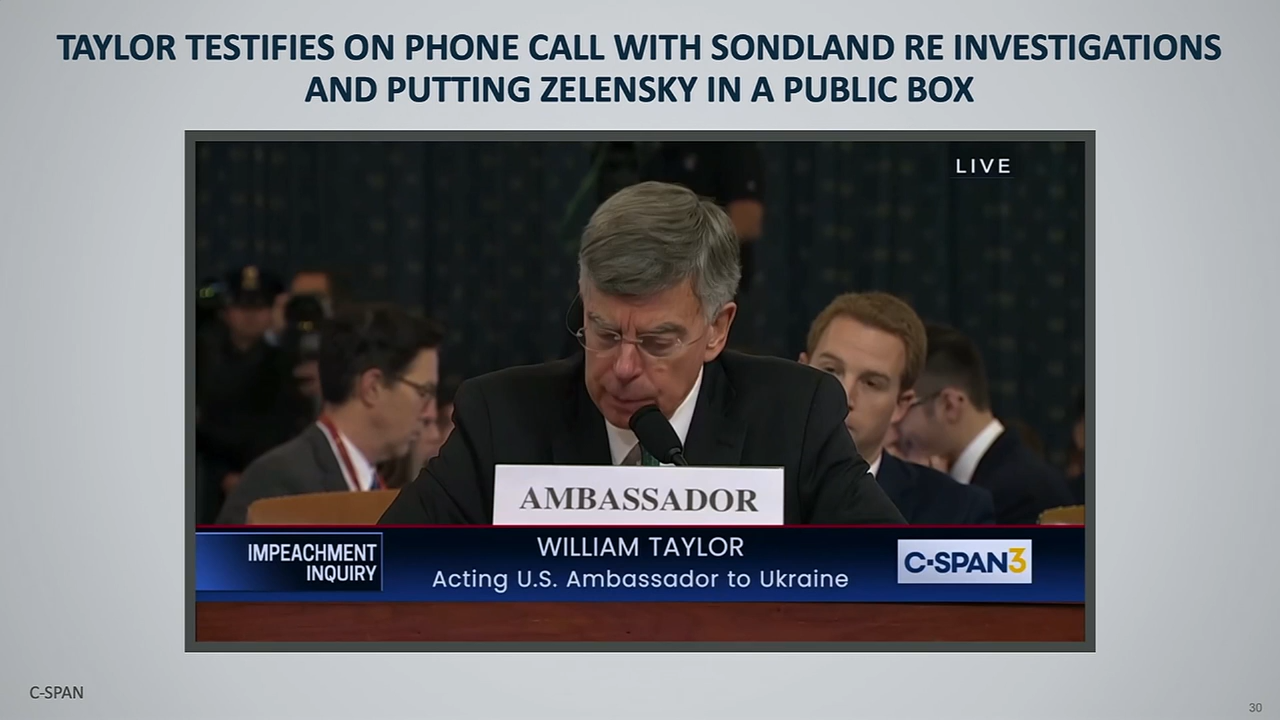 TAYLOR TESTIFIES ON PHONE CALL WITH SONDLAND RE INVESTIGATIONS
AND PUTTING ZELENSKY IN A PUBLIC BOX
LIVE
AMBASSADOR
IMPEACHMENT
INQUIRY
WILLIAM TAYLOR
Acting U.S. Ambassador to Ukraine
C-SPAN3
C-SPAN
30